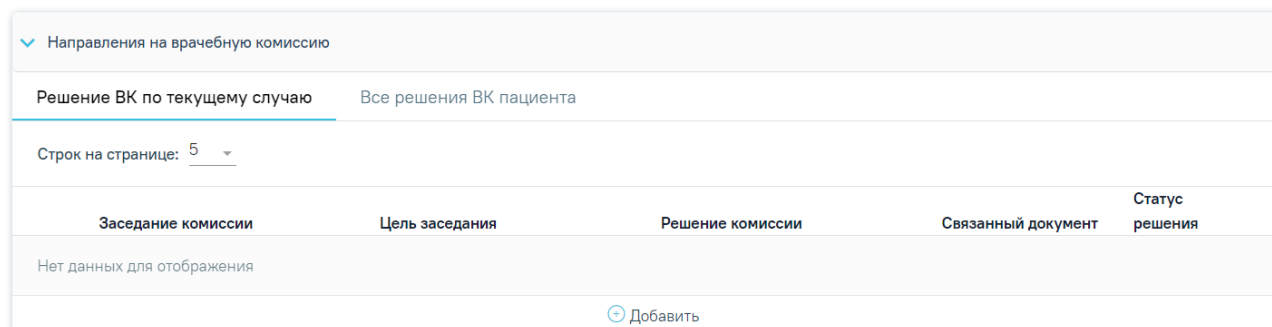 Направления на врачебную комиссию
Решение ВК по текущему случаю Все решения ВК пациента
Строк на странице: 5
Заседание комиссии Цель заседания Решение комиссии Связанный документ Статус решения
Нет данных для отображения
Добавить